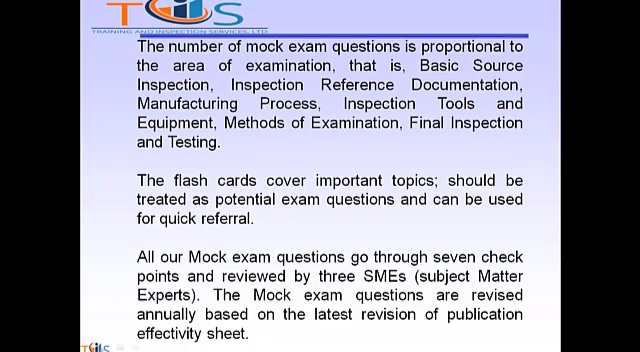 TIIS
TRAINING AND INSPECTION SERVICES, LTD
The number of mock exam questions is proportional to
the area of examination, that is, Basic Source
Inspection, Inspection Reference Documentation,
Manufacturing Process, Inspection Tools and
Equipment, Methods of Examination, Final Inspection
and Testing.
The flash cards cover important topics; should be
treated as potential exam questions and can be used
for quick referral.
All our Mock exam questions go through seven check
points and reviewed by three SMEs (subject Matter
Experts). The Mock exam questions are revised
annually based on the latest revision of publication
effectivity sheet.